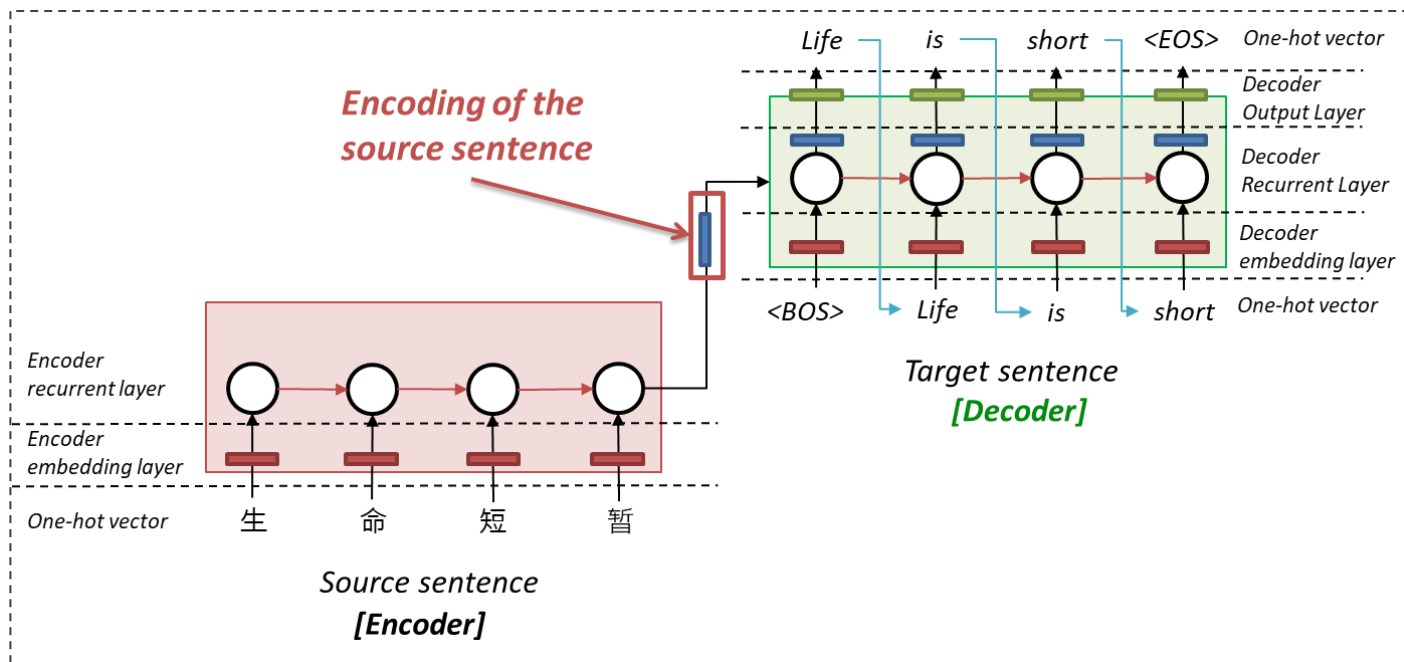 Life is short <EOS> One-hot vector
Decoder
Output Layer
Encoding of the
source sentence
Decoder
Recurrent Layer
Decoder
embedding layer
<BOS> Life is short One-hot vector
Target sentence
[Decoder]
Encoder
recurrent layer
Encoder
embedding layer
One-hot vector 生 命 短 暂
Source sentence
[Encoder]